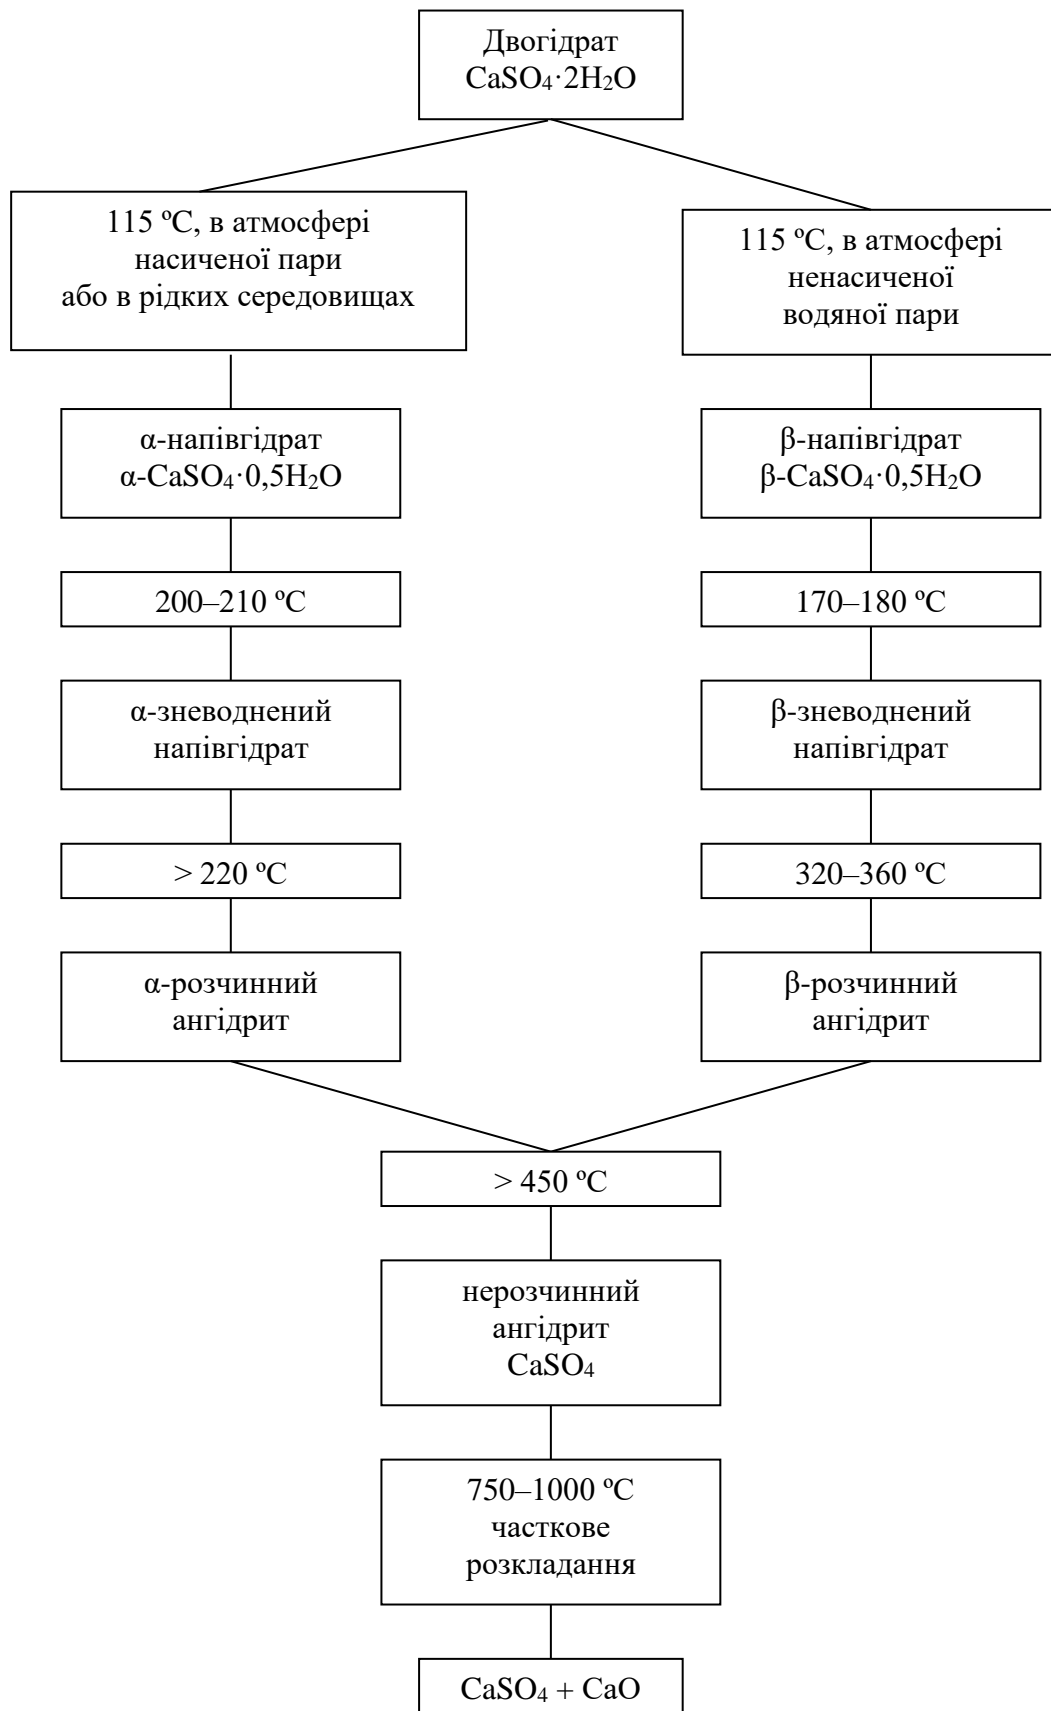 Двогідрат
CaSO₄·2H₂O
115 ºС, в атмосфері
насиченої пари
або в рідких середовищах
115 ºС, в атмосфері
ненасиченої
водяної пари
α-напівгідрат
α-CaSO₄·0,5H₂O
β-напівгідрат
β-CaSO₄·0,5H₂O
200–210 ºС
170–180 ºС
α-зневоднений
напівгідрат
β-зневоднений
напівгідрат
> 220 ºС
320–360 ºС
α-розчинний
ангідрит
β-розчинний
ангідрит
> 450 ºС
нерозчинний
ангідрит
CaSO₄
750–1000 ºС
часткове
розкладання
CaSO₄ + CaO